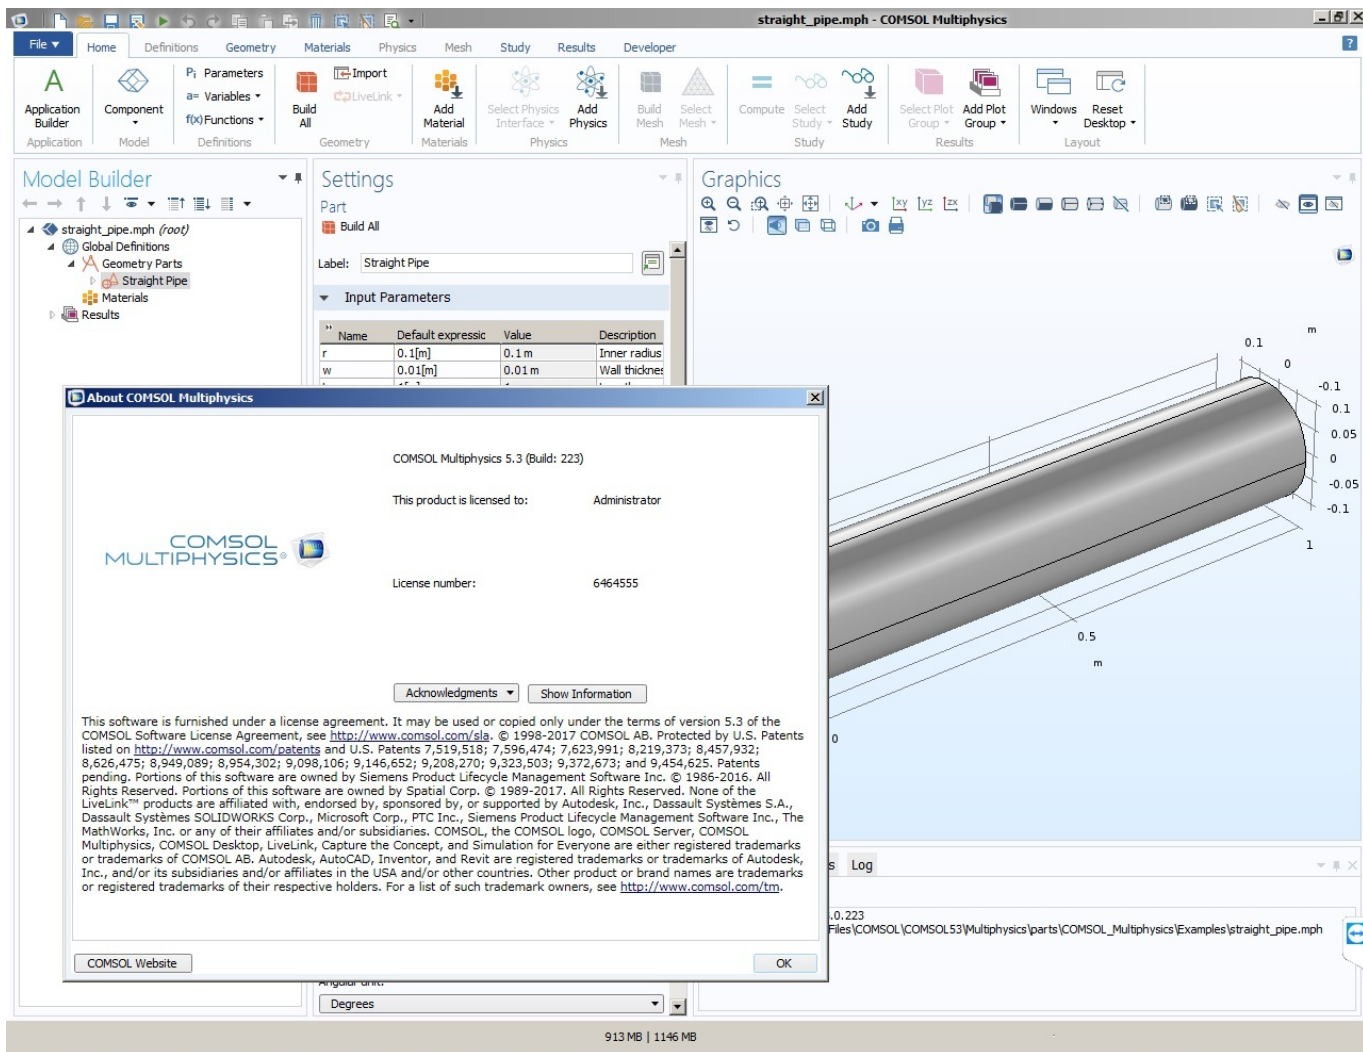 straight_pipe.mph - COMSOL Multiphysics
File Home Definitions Geometry Materials Physics Mesh Study Results Developer
Application Builder
Application
Component
Model
Pi Parameters
a= Variables
f(x) Functions
Definitions
Build All
Import
LiveLink
Geometry
Add Material
Materials
Select Physics Interface
Add Physics
Physics
Build Mesh
Select Mesh
Mesh
Compute
Select Study
Add Study
Study
Select Plot Group
Add Plot Group
Results
Windows
Reset Desktop
Layout
Model Builder
straight_pipe.mph (root)
Global Definitions
Geometry Parts
Straight Pipe
Materials
Results
Settings
Part
Build All
Label: Straight Pipe
Input Parameters
Name Default expressic Value Description
r 0.1[m] 0.1 m Inner radius
w 0.01[m] 0.01 m Wall thicknes
Graphics
xy yz zx
m
0.1
0
-0.1
0.1
0.05
0
-0.05
-0.1
1
0.5
m
0
About COMSOL Multiphysics
COMSOL Multiphysics 5.3 (Build: 223)
This product is licensed to: Administrator
COMSOL
MULTIPHYSICS®
License number: 6464555
Acknowledgments Show Information
This software is furnished under a license agreement. It may be used or copied only under the terms of version 5.3 of the
COMSOL Software License Agreement, see http://www.comsol.com/sla. © 1998-2017 COMSOL AB. Protected by U.S. Patents
listed on http://www.comsol.com/patents and U.S. Patents 7,519,518; 7,596,474; 7,623,991; 8,219,373; 8,457,932;
8,626,475; 8,949,089; 8,954,302; 9,098,106; 9,146,652; 9,208,270; 9,323,503; 9,372,673; and 9,454,625. Patents
pending. Portions of this software are owned by Siemens Product Lifecycle Management Software Inc. © 1986-2016. All
Rights Reserved. Portions of this software are owned by Spatial Corp. © 1989-2017. All Rights Reserved. None of the
LiveLink™ products are affiliated with, endorsed by, sponsored by, or supported by Autodesk, Inc., Dassault Systèmes S.A.,
Dassault Systèmes SOLIDWORKS Corp., Microsoft Corp., PTC Inc., Siemens Product Lifecycle Management Software Inc., The
MathWorks, Inc. or any of their affiliates and/or subsidiaries. COMSOL, the COMSOL logo, COMSOL Server, COMSOL
Multiphysics, COMSOL Desktop, LiveLink, Capture the Concept, and Simulation for Everyone are either registered trademarks
or trademarks of COMSOL AB. Autodesk, AutoCAD, Inventor, and Revit are registered trademarks or trademarks of Autodesk,
Inc., and/or its subsidiaries and/or affiliates in the USA and/or other countries. Other product or brand names are trademarks
or registered trademarks of their respective holders. For a list of such trademark owners, see http://www.comsol.com/tm.
COMSOL Website OK
s Log
.0.223
Files\COMSOL\COMSOL53\Multiphysics\parts\COMSOL_Multiphysics\Examples\straight_pipe.mph
Angular unit:
Degrees
913 MB | 1146 MB